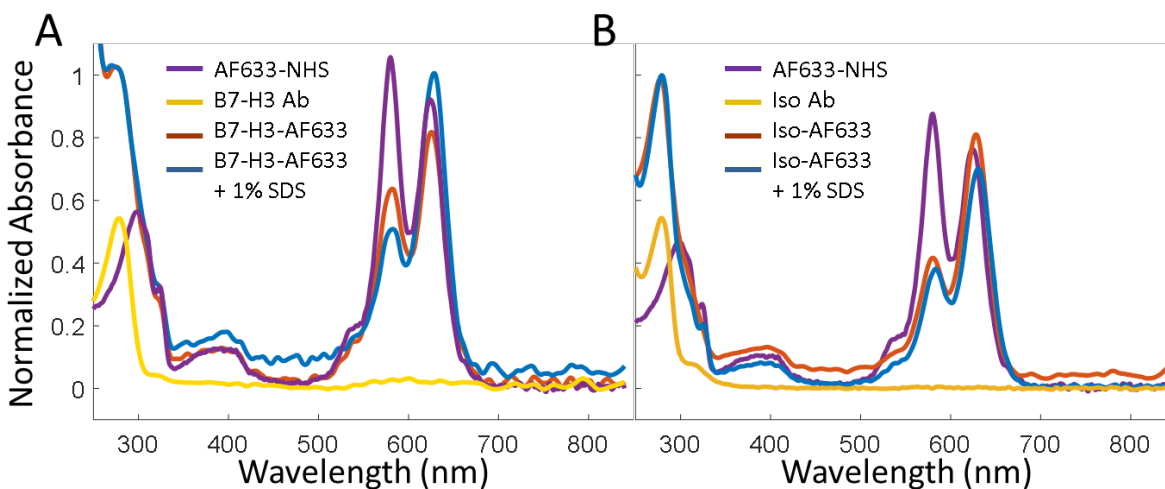 A
B
Normalized Absorbance
1
0.8
0.6
0.4
0.2
0
AF633-NHS
B7-H3 Ab
B7-H3-AF633
B7-H3-AF633
+ 1% SDS
AF633-NHS
Iso Ab
Iso-AF633
Iso-AF633
+ 1% SDS
300 400 500 600 700 800
300 400 500 600 700 800
Wavelength (nm)
Wavelength (nm)